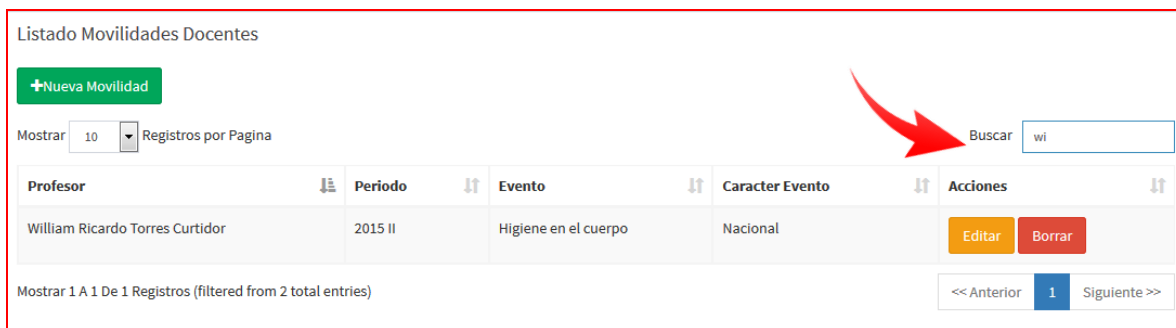 Listado Movilidades Docentes
+Nueva Movilidad
Mostrar 10 Registros por Pagina Buscar wi
Profesor Periodo Evento Caracter Evento Acciones
William Ricardo Torres Curtidor 2015 II Higiene en el cuerpo Nacional Editar Borrar
Mostrar 1 A 1 De 1 Registros (filtered from 2 total entries) << Anterior 1 Siguiente >>